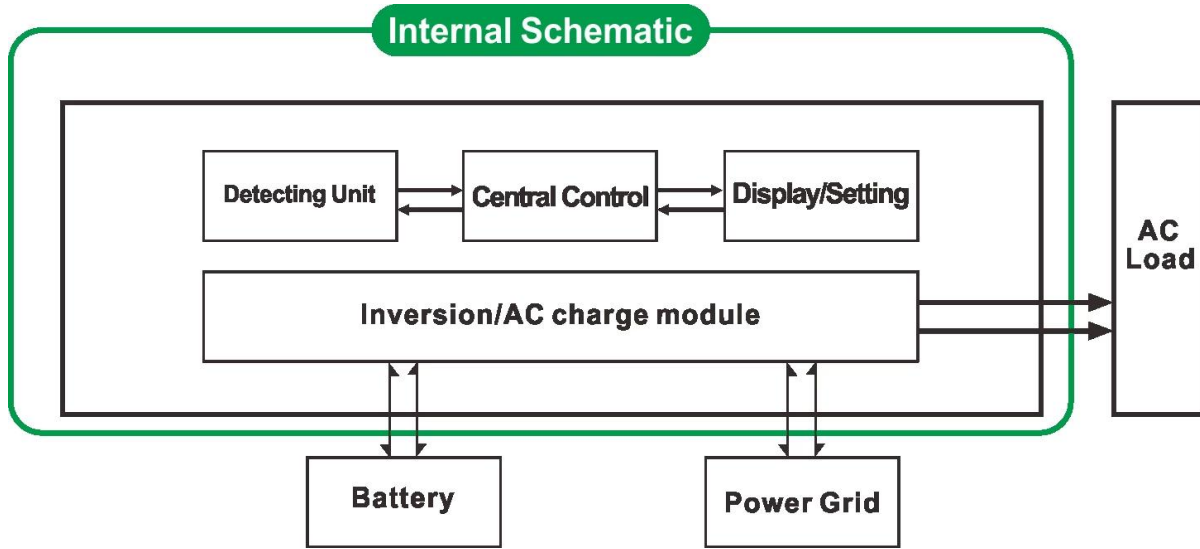 Internal Schematic
Detecting Unit
Central Control
Display/Setting
AC
Load
Inversion/AC charge module
Battery
Power Grid